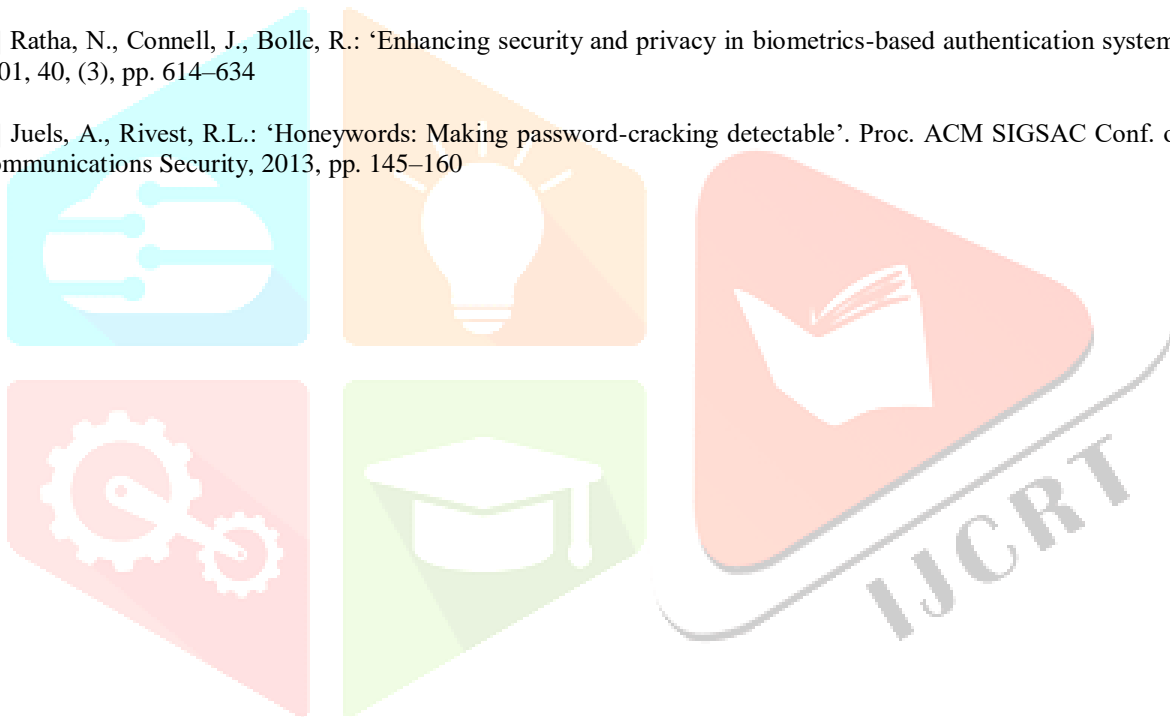 ] Ratha, N., Connell, J., Bolle, R.: ‘Enhancing security and privacy in biometrics-based authentication system
01, 40, (3), pp. 614–634
] Juels, A., Rivest, R.L.: ‘Honeywords: Making password-cracking detectable’. Proc. ACM SIGSAC Conf. o
ommunications Security, 2013, pp. 145–160
IJCRT